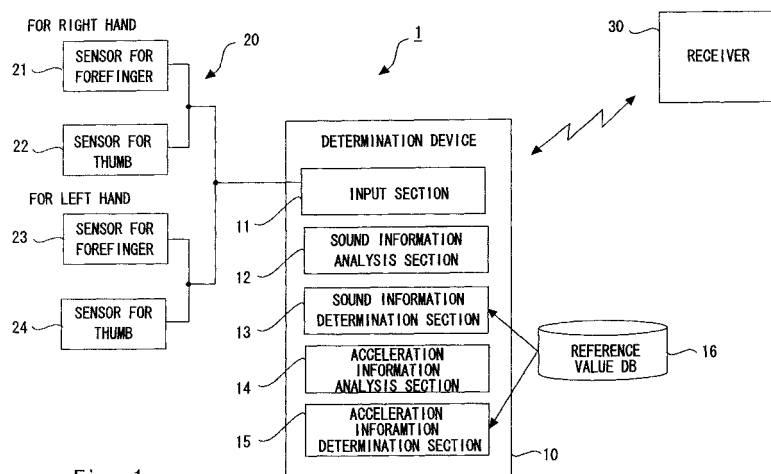 FOR RIGHT HAND
21
SENSOR FOR
FOREFINGER
20
22
SENSOR FOR
THUMB
FOR LEFT HAND
23
SENSOR FOR
FOREFINGER
24
SENSOR FOR
THUMB
1
30
RECEIVER
DETERMINATION DEVICE
INPUT SECTION
11
SOUND INFORMATION
ANALYSIS SECTION
12
SOUND INFORMATION
DETERMINATION SECTION
13
ACCELERATION
INFORMATION
ANALYSIS SECTION
14
ACCELERATION
INFORAMTION
DETERMINATION SECTION
15
10
REFERENCE
VALUE DB
16
Fig. 1